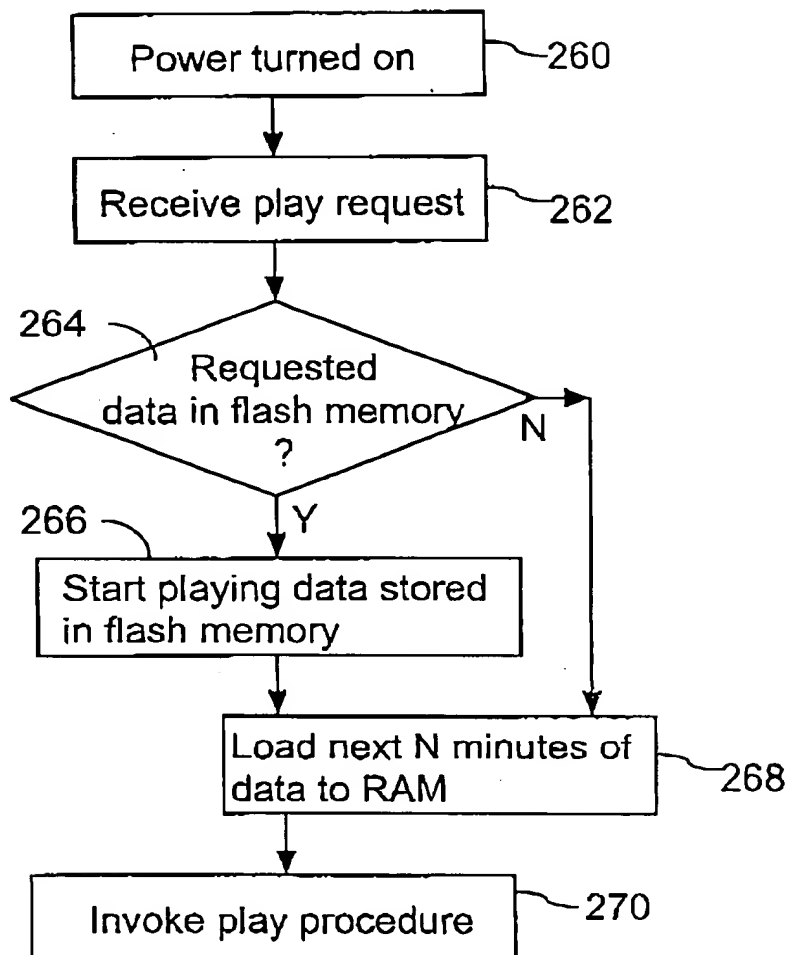 Power turned on
260
Receive play request
262
264
Requested
data in flash memory
?
N
Y
266
Start playing data stored
in flash memory
Load next N minutes of
data to RAM
268
Invoke play procedure
270